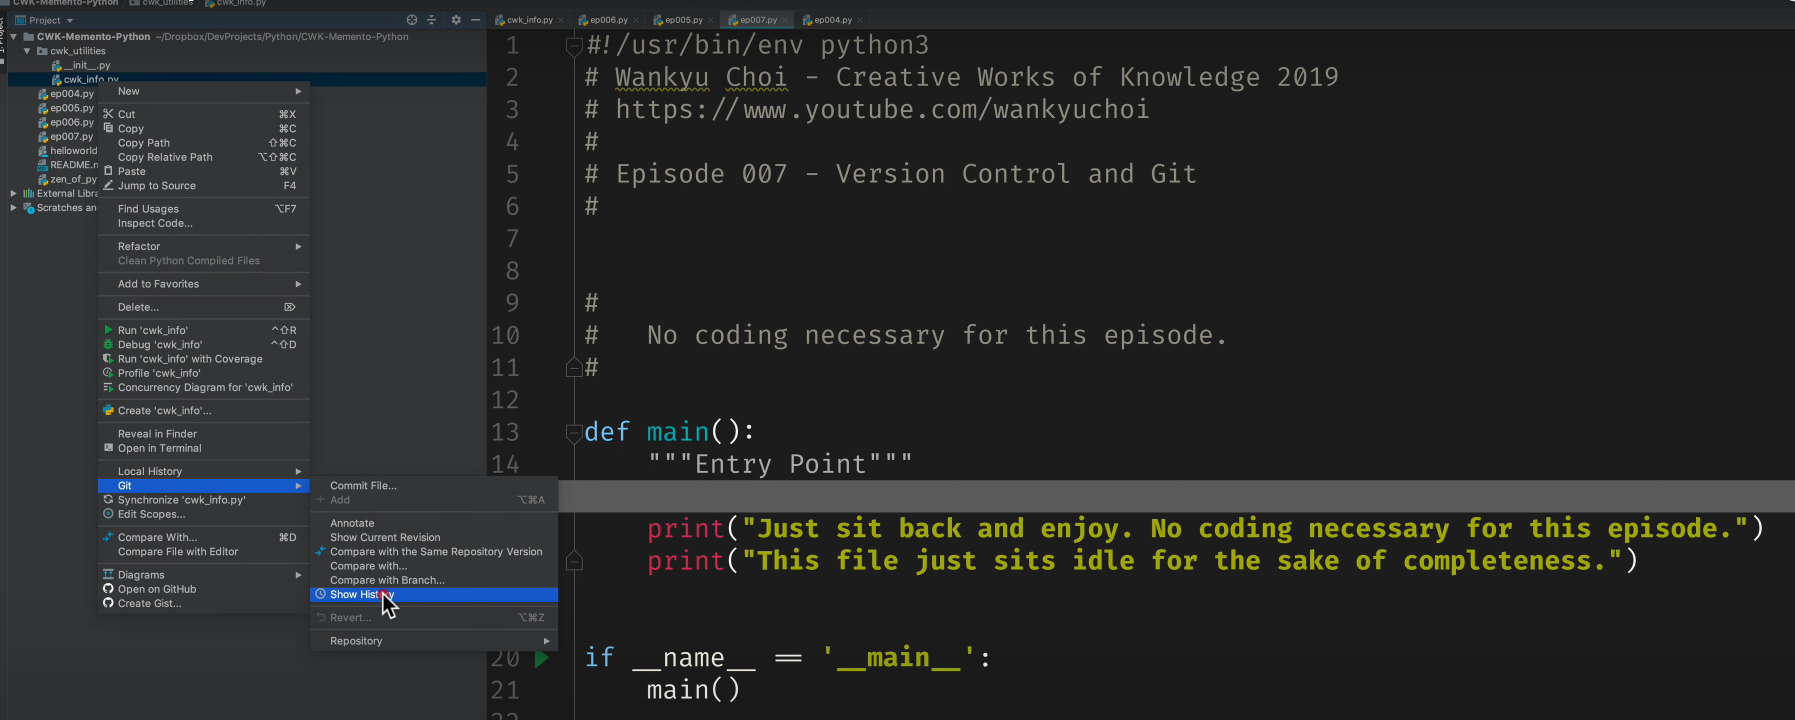 CWK-Memento-Python cwk_utilities cwk_info.py
Project
cwk_info.py ep006.py ep005.py ep007.py ep004.py
CWK-Memento-Python ~/Dropbox/DevProjects/Python/CWK-Memento-Python
cwk_utilities
__init__.py
cwk_info.py
ep004.py
ep005.py
ep006.py
ep007.py
helloworld
README.m
zen_of_py
External Libra
Scratches an
New
Cut ⌘X
Copy ⌘C
Copy Path ⇧⌘C
Copy Relative Path ⌥⇧⌘C
Paste ⌘V
Jump to Source F4
Find Usages ⌥F7
Inspect Code...
Refactor
Clean Python Compiled Files
Add to Favorites
Delete... ⌦
Run 'cwk_info' ^⇧R
Debug 'cwk_info' ^⇧D
Run 'cwk_info' with Coverage
Profile 'cwk_info'
Concurrency Diagram for 'cwk_info'
Create 'cwk_info'...
Reveal in Finder
Open in Terminal
Local History
Git
Synchronize 'cwk_info.py'
Edit Scopes...
Compare With... ⌘D
Compare File with Editor
Diagrams
Open on GitHub
Create Gist...
Commit File...
Add ⌥⌘A
Annotate
Show Current Revision
Compare with the Same Repository Version
Compare with...
Compare with Branch...
Show History
Revert... ⌥⌘Z
Repository
1 #!/usr/bin/env python3
2 # Wankyu Choi - Creative Works of Knowledge 2019
3 # https://www.youtube.com/wankyuchoi
4 #
5 # Episode 007 - Version Control and Git
6 #
7
8
9 #
10 # No coding necessary for this episode.
11 #
12
13 def main():
14 """Entry Point"""
print("Just sit back and enjoy. No coding necessary for this episode.")
print("This file just sits idle for the sake of completeness.")
20 if __name__ == '__main__':
21 main()